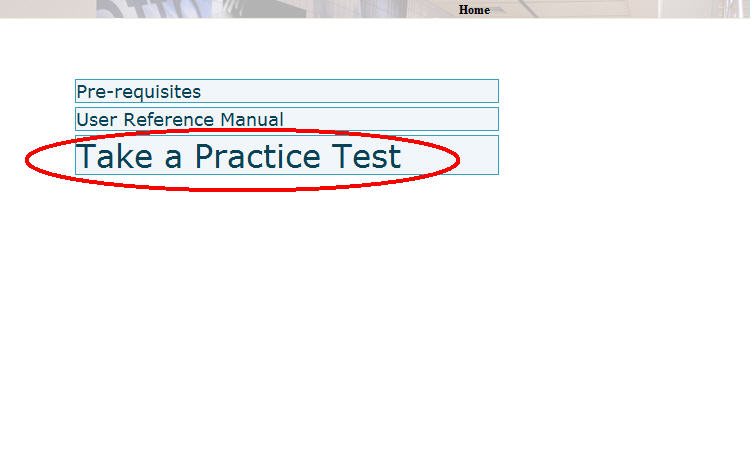 Home
Pre-requisites
User Reference Manual
Take a Practice Test